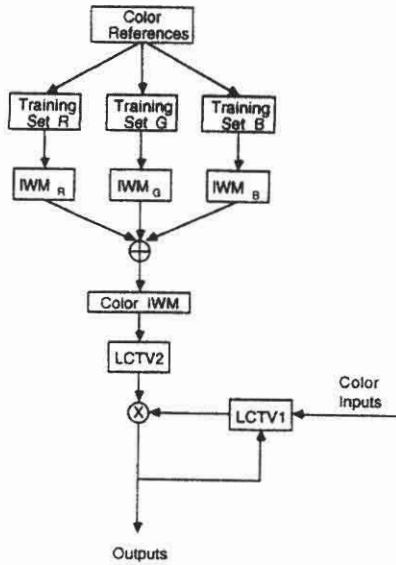 Color
References
Training
Set R
Training
Set G
Training
Set B
IWM R
IWM G
IWM B
Color IWM
LCTV2
X
LCTV1
Color
Inputs
Outputs